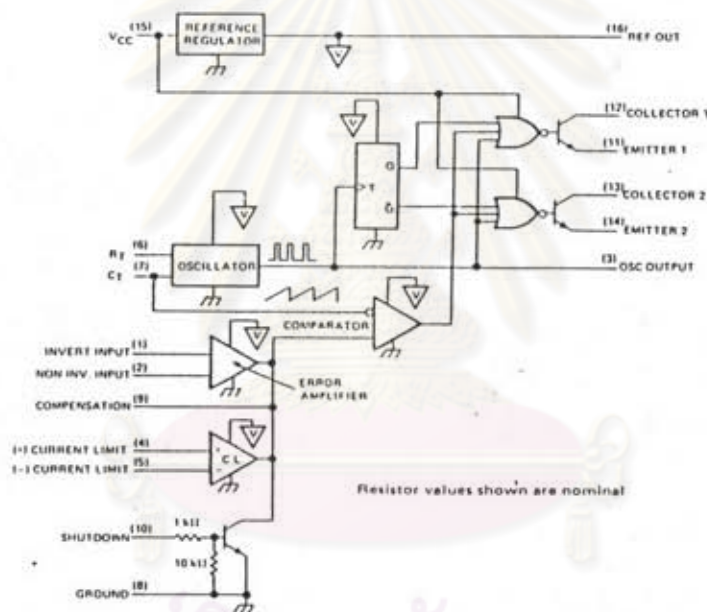 VCC (15) REFERENCE REGULATOR (16) REF OUT
V
(12) COLLECTOR 1
(11) EMITTER 1
V
Q
> T
Q̅
(13) COLLECTOR 2
(14) EMITTER 2
V
RT (6)
CT (7)
OSCILLATOR
(3) OSC OUTPUT
V
COMPARATOR
INVERT INPUT (1)
NON INV. INPUT (2)
V
ERROR AMPLIFIER
COMPENSATION (9)
(+) CURRENT LIMIT (4)
(-) CURRENT LIMIT (5)
+
-
CL
V
Resistor values shown are nominal
SHUTDOWN (10) 1 kΩ
10 kΩ
GROUND (8)